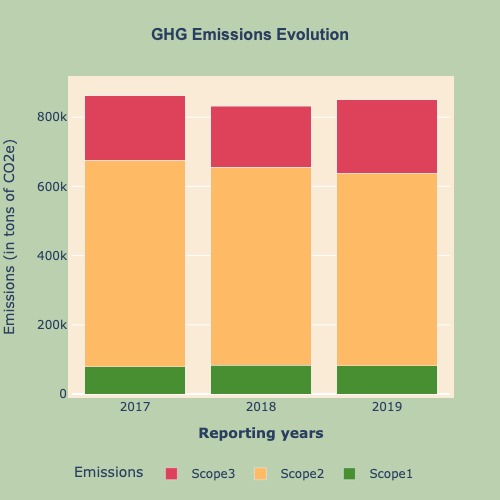 GHG Emissions Evolution
Emissions (in tons of CO2e)
800k
600k
400k
200k
0
2017 2018 2019
Reporting years
Emissions Scope3 Scope2 Scope1